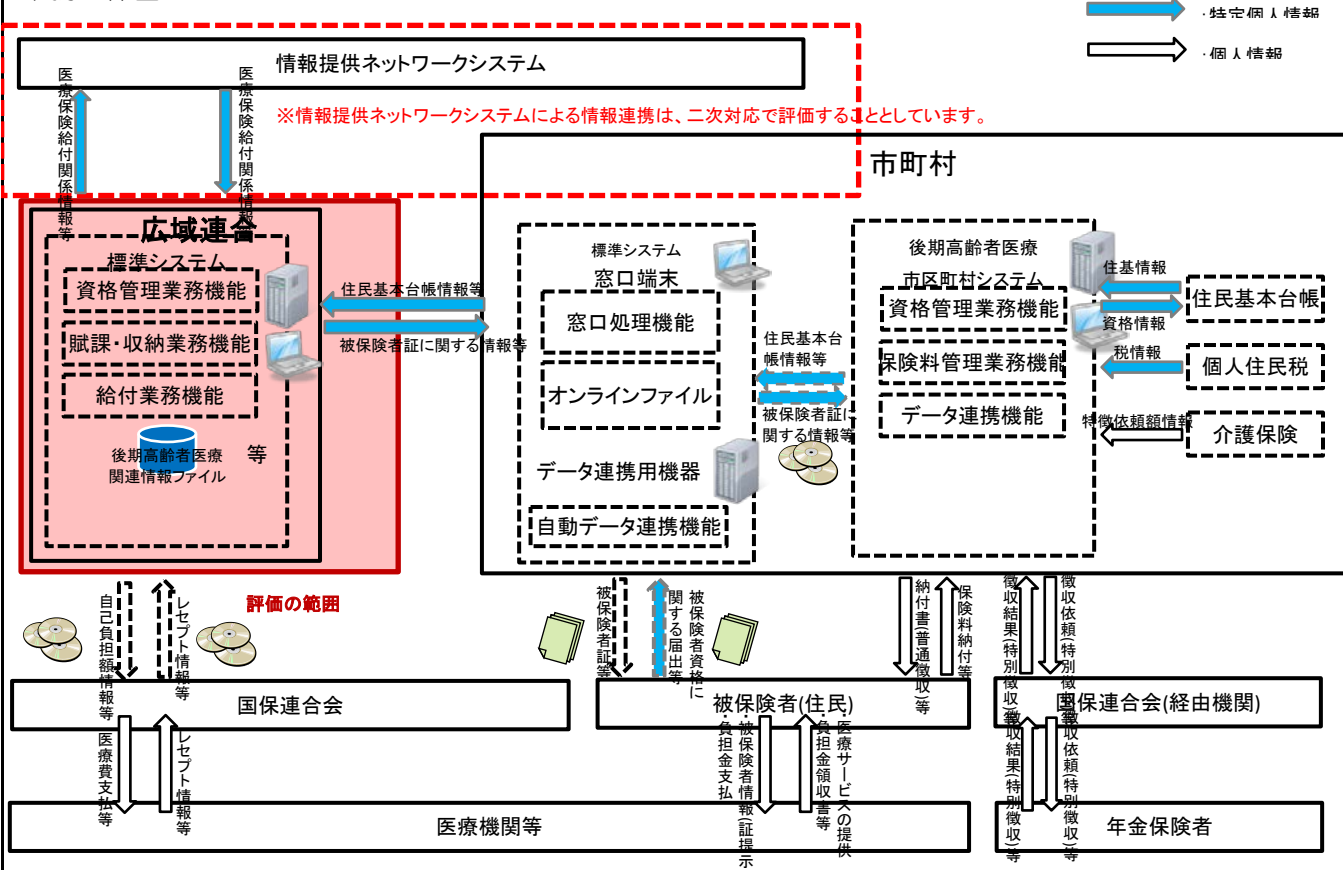 :特定個人情報
:個人情報
情報提供ネットワークシステム
※情報提供ネットワークシステムによる情報連携は、二次対応で評価することとしています。
医療保険給付関係情報等
医療保険給付関係情報等
市町村
広域連合
標準システム
資格管理業務機能
賦課・収納業務機能
給付業務機能
後期高齢者医療
関連情報ファイル
等
住民基本台帳情報等
被保険者証に関する情報等
標準システム
窓口端末
窓口処理機能
オンラインファイル
データ連携用機器
自動データ連携機能
住民基本台
帳情報等
被保険者証に
関する情報等
後期高齢者医療
市区町村システム
資格管理業務機能
保険料管理業務機能
データ連携機能
住基情報
資格情報
税情報
特徴依頼額情報
住民基本台帳
個人住民税
介護保険
評価の範囲
自己負担額情報等
レセプト情報等
被保険者証等
被保険者資格に
関する届出等
納付書(普通徴収)等
保険料納付等
徴収結果(特別徴収)等
徴収依頼(特別徴収)等
国保連合会
被保険者(住民)
国保連合会(経由機関)
医療費支払等
レセプト情報等
・被保険者情報(証提示
・負担金支払
・医療サービスの提供
・負担金領収書等
徴収結果(特別徴収)等
徴収依頼(特別徴収)等
医療機関等
年金保険者